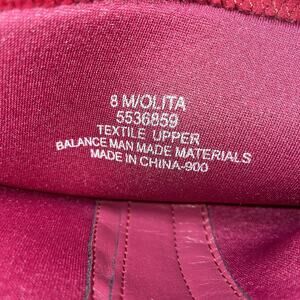 8 M/OLITA
5536859
TEXTILE UPPER
BALANCE MAN MADE MATERIALS
MADE IN CHINA-900